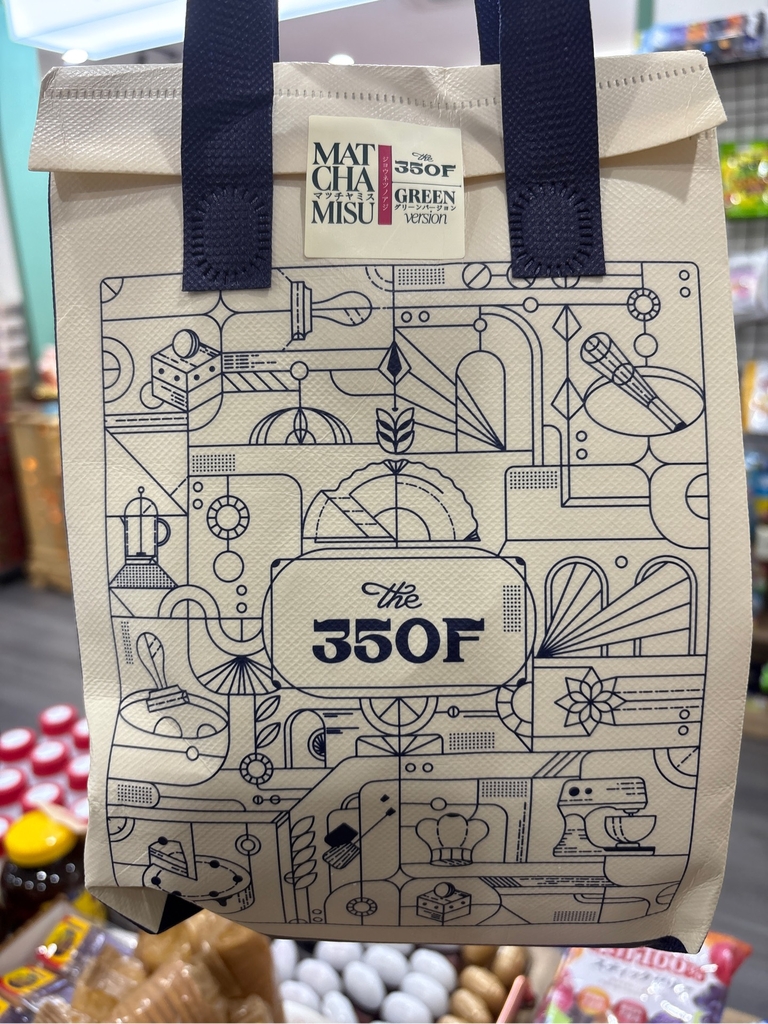 MAT
CHA
マッチャミス
MISU
ジョウネツノアジ
the
350F
GREEN
グリーンバージョン
version
the
350F